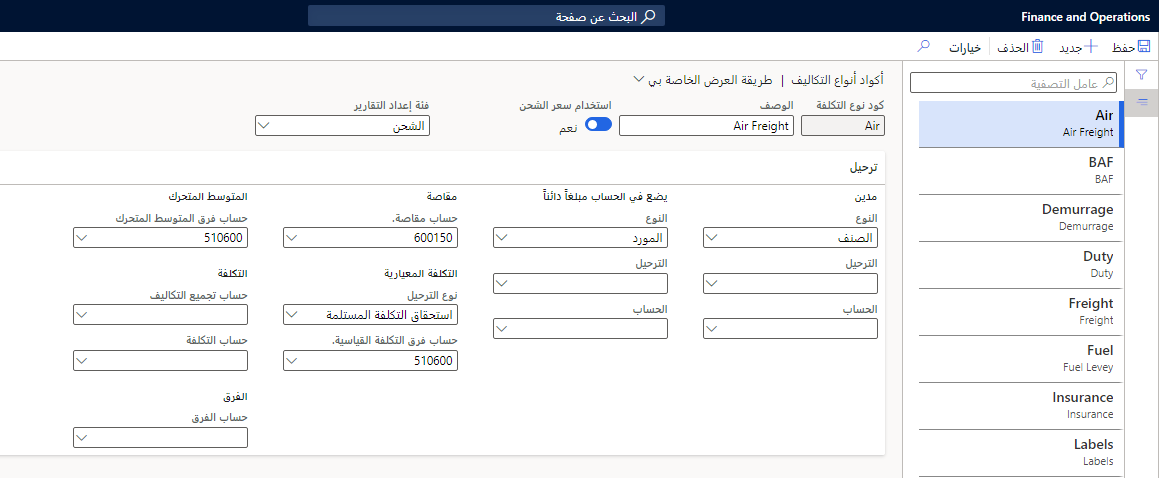 Finance and Operations
البحث عن صفحة
حفظ
جديد
الحذف
خيارات
عامل التصفية
Air
Air Freight
BAF
BAF
Demurrage
Demurrage
Duty
Duty
Freight
Freight
Fuel
Fuel Levey
Insurance
Insurance
Labels
Labels
أكواد أنواع التكاليف | طريقة العرض الخاصة بي
كود نوع التكلفة
Air
الوصف
Air Freight
استخدام سعر الشحن
نعم
فئة إعداد التقارير
الشحن
ترحيل
مدين
النوع
الصنف
الترحيل
الحساب
يضع في الحساب مبلغاً دائناً
النوع
المورد
الترحيل
الحساب
مقاصة
حساب مقاصة.
600150
التكلفة المعيارية
نوع الترحيل
استحقاق التكلفة المستلمة
حساب فرق التكلفة القياسية.
510600
المتوسط المتحرك
حساب فرق المتوسط المتحرك
510600
التكلفة
حساب تجميع التكاليف
حساب التكلفة
الفرق
حساب الفرق